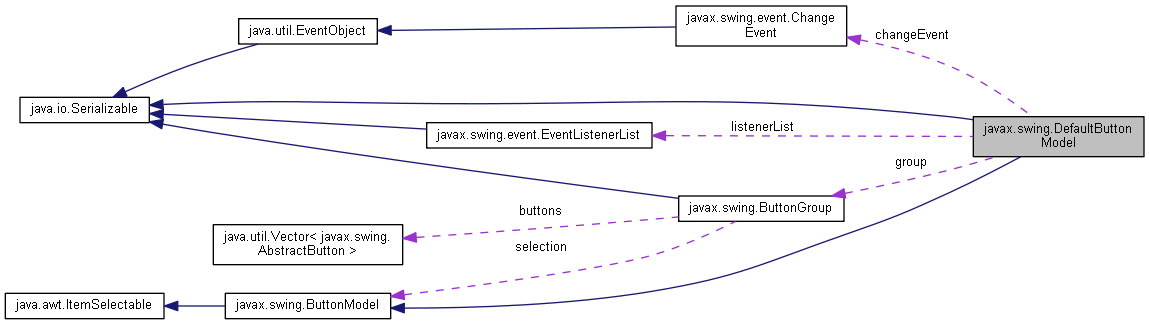 javax.swing.event.Change
Event
java.util.EventObject
changeEvent
java.io.Serializable
javax.swing.event.EventListenerList
listenerList
javax.swing.DefaultButton
Model
group
javax.swing.ButtonGroup
buttons
java.util.Vector< javax.swing.
AbstractButton >
selection
java.awt.ItemSelectable
javax.swing.ButtonModel